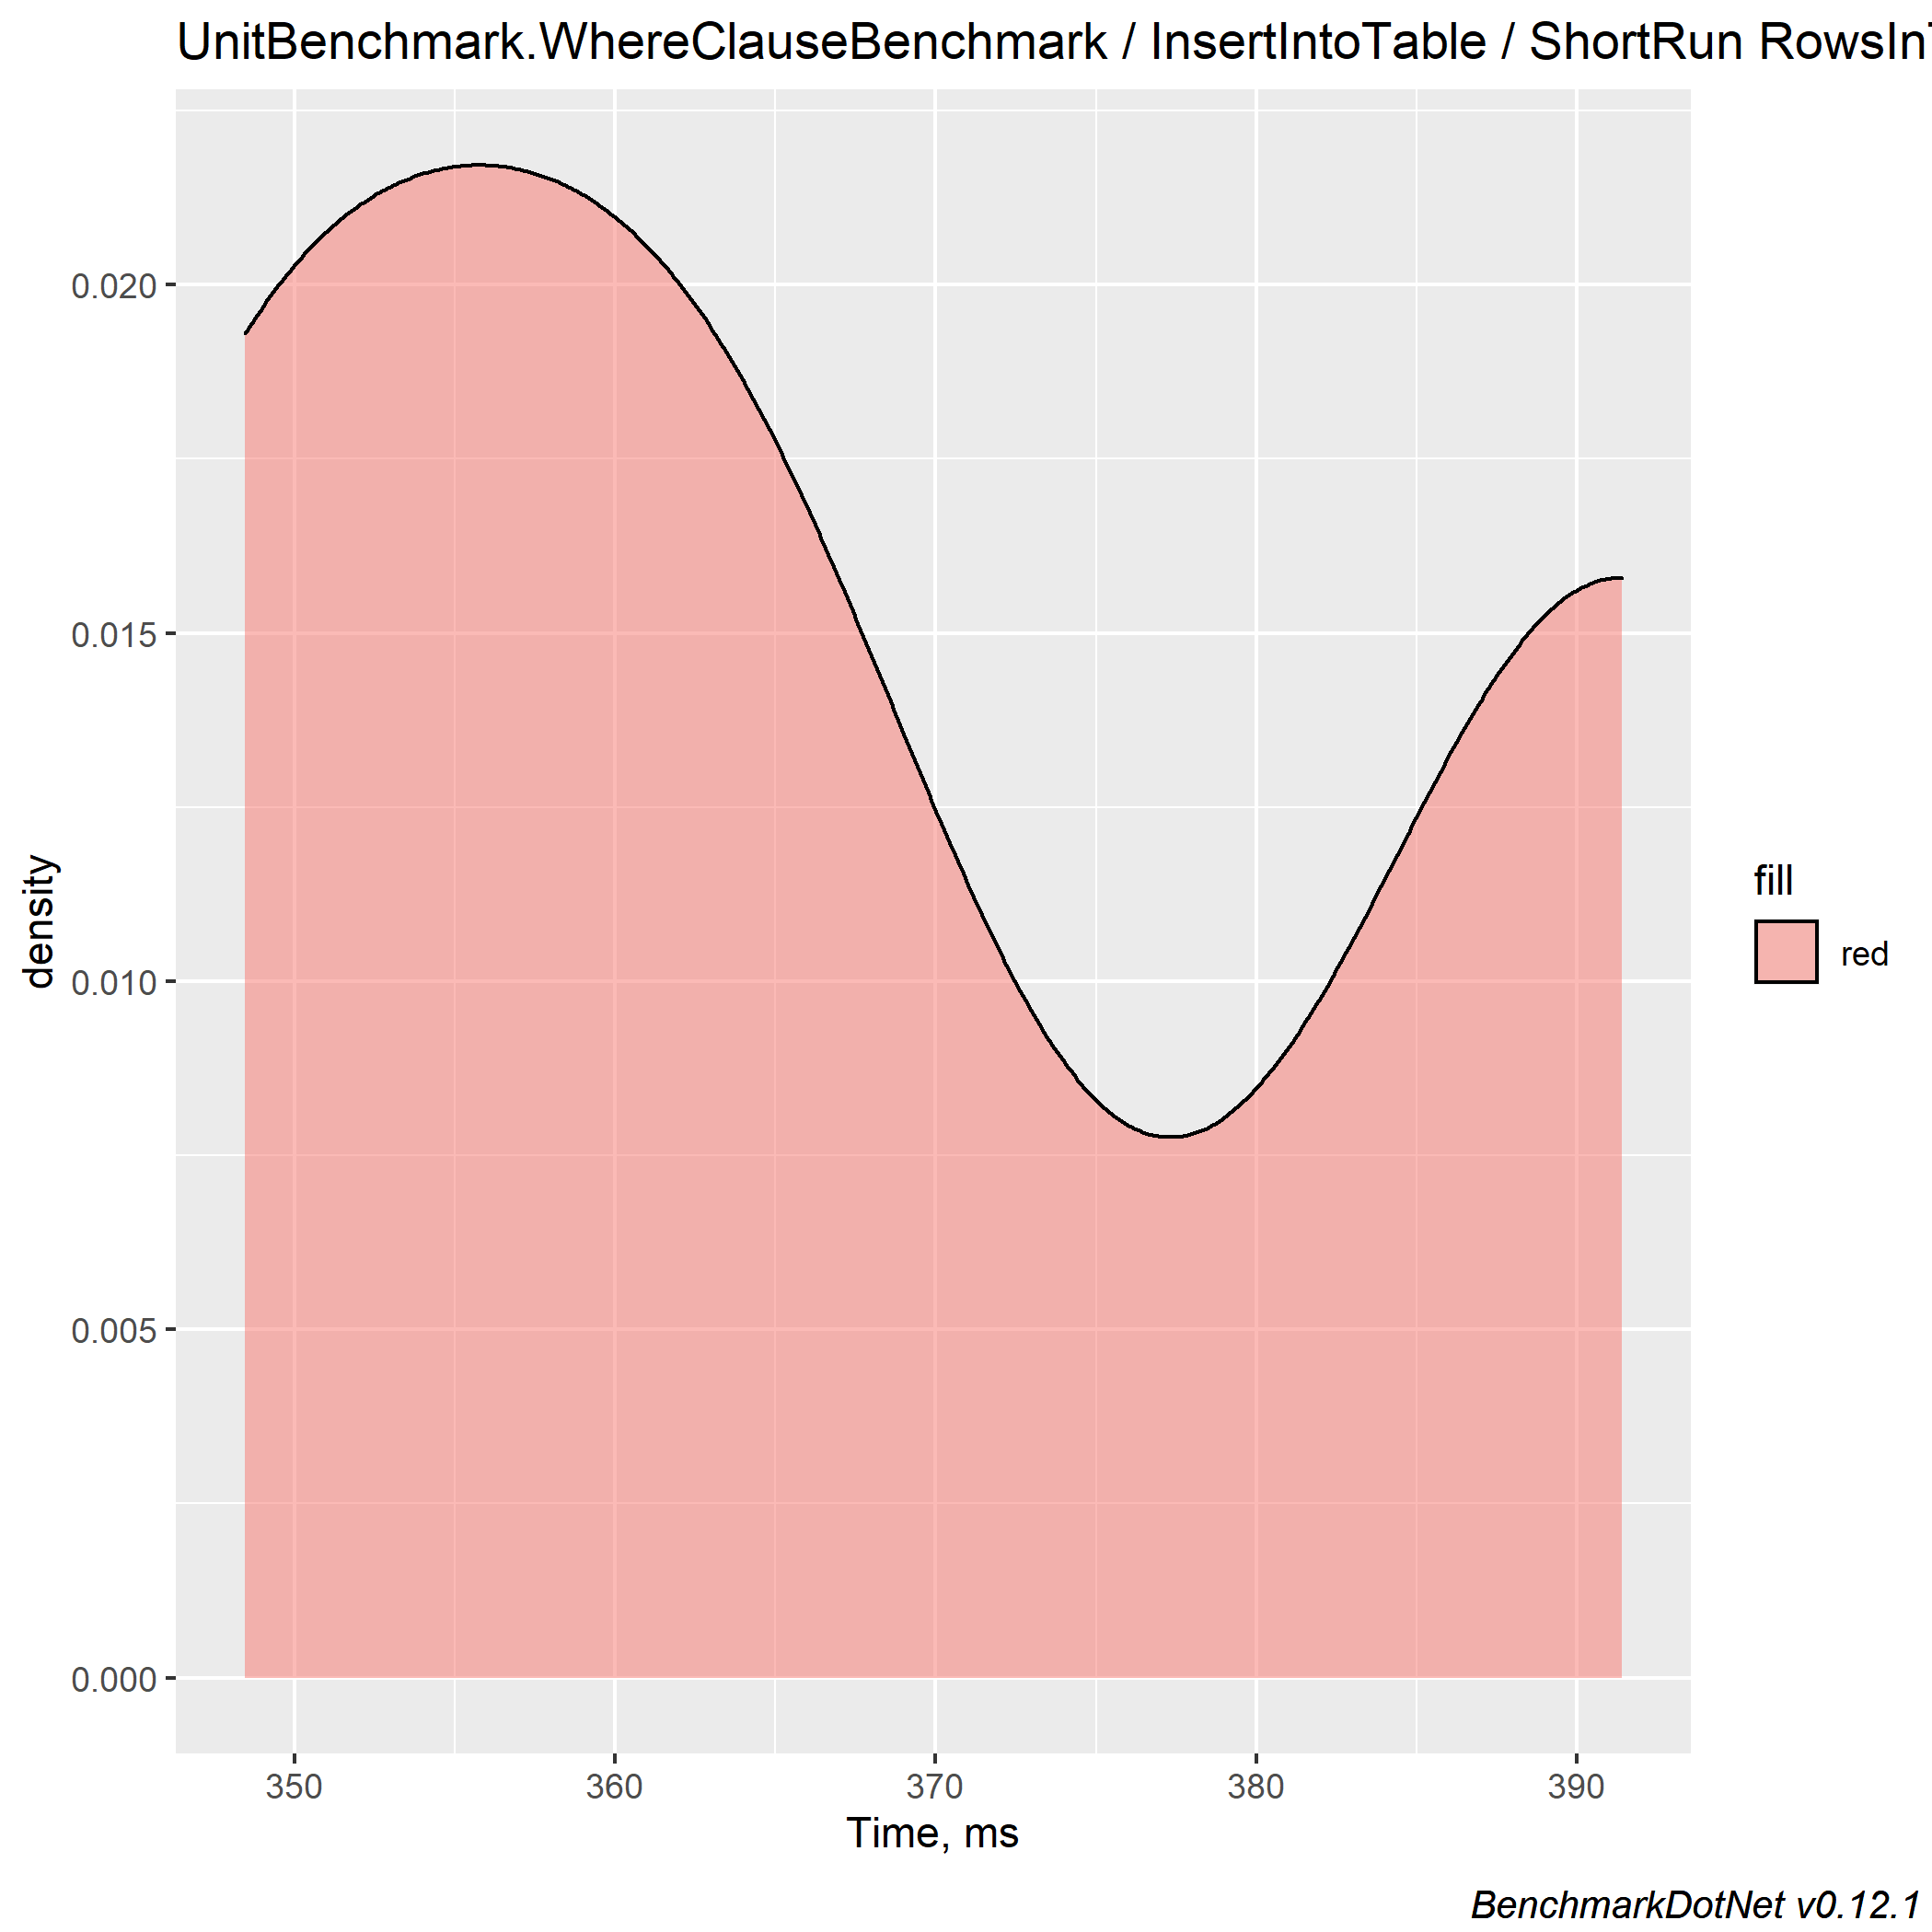 UnitBenchmark.WhereClauseBenchmark / InsertIntoTable / ShortRun RowsIn
0.020
0.015
0.010
0.005
0.000
density
350 360 370 380 390
Time, ms
fill
red
BenchmarkDotNet v0.12.1